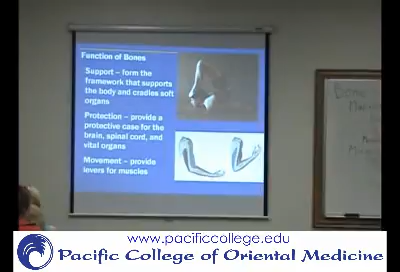 Function of Bones
Support – form the
framework that supports
the body and cradles soft
organs
Protection – provide a
protective case for the
brain, spinal cord, and
vital organs
Movement – provide
levers for muscles
Bone
www.pacificcollege.edu
Pacific College of Oriental Medicine